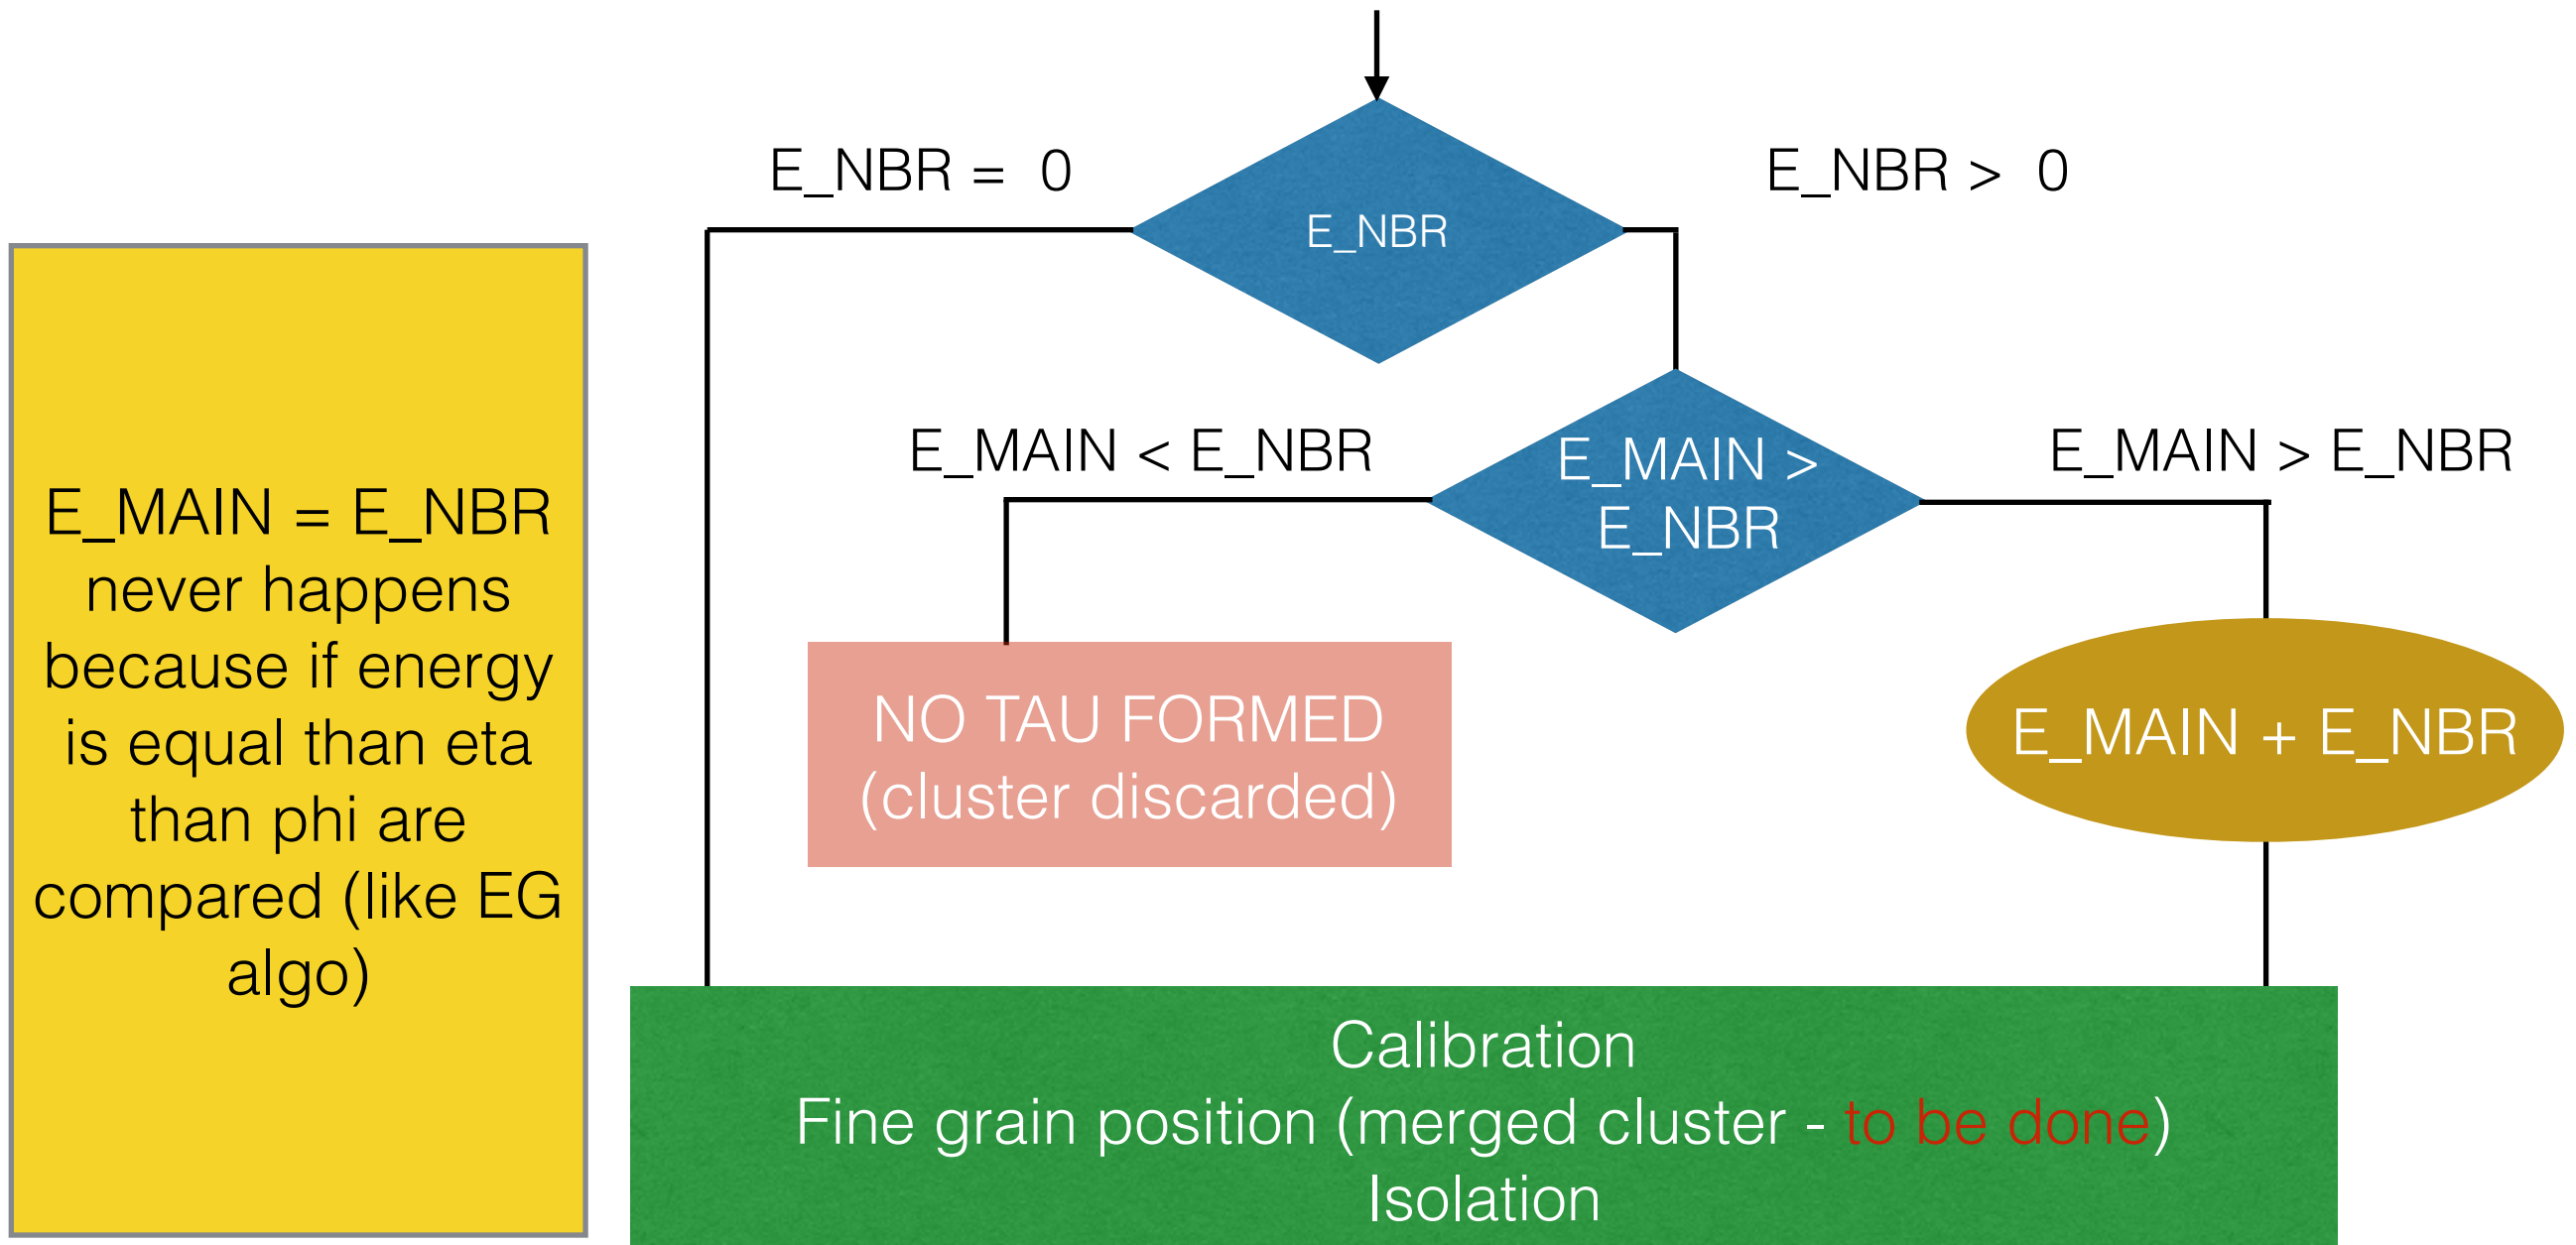 E_NBR = 0
E_NBR > 0
E_NBR
E_MAIN < E_NBR
E_MAIN >
E_NBR
E_MAIN > E_NBR
E_MAIN = E_NBR
never happens
because if energy
is equal than eta
than phi are
compared (like EG
algo)
NO TAU FORMED
(cluster discarded)
E_MAIN + E_NBR
Calibration
Fine grain position (merged cluster - to be done)
Isolation